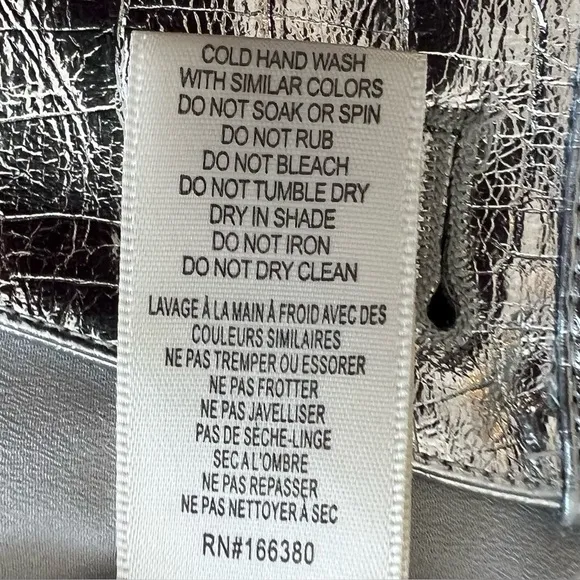 COLD HAND WASH
WITH SIMILAR COLORS
DO NOT SOAK OR SPIN
DO NOT RUB
DO NOT BLEACH
DO NOT TUMBLE DRY
DRY IN SHADE
DO NOT IRON
DO NOT DRY CLEAN
LAVAGE À LA MAIN À FROID AVEC DES
COULEURS SIMILAIRES
NE PAS TREMPER OU ESSORER
NE PAS FROTTER
NE PAS JAVELLISER
PAS DE SÈCHE-LINGE
SEC A L'OMBRE
NE PAS REPASSER
NE PAS NETTOYER À SEC
RN#166380